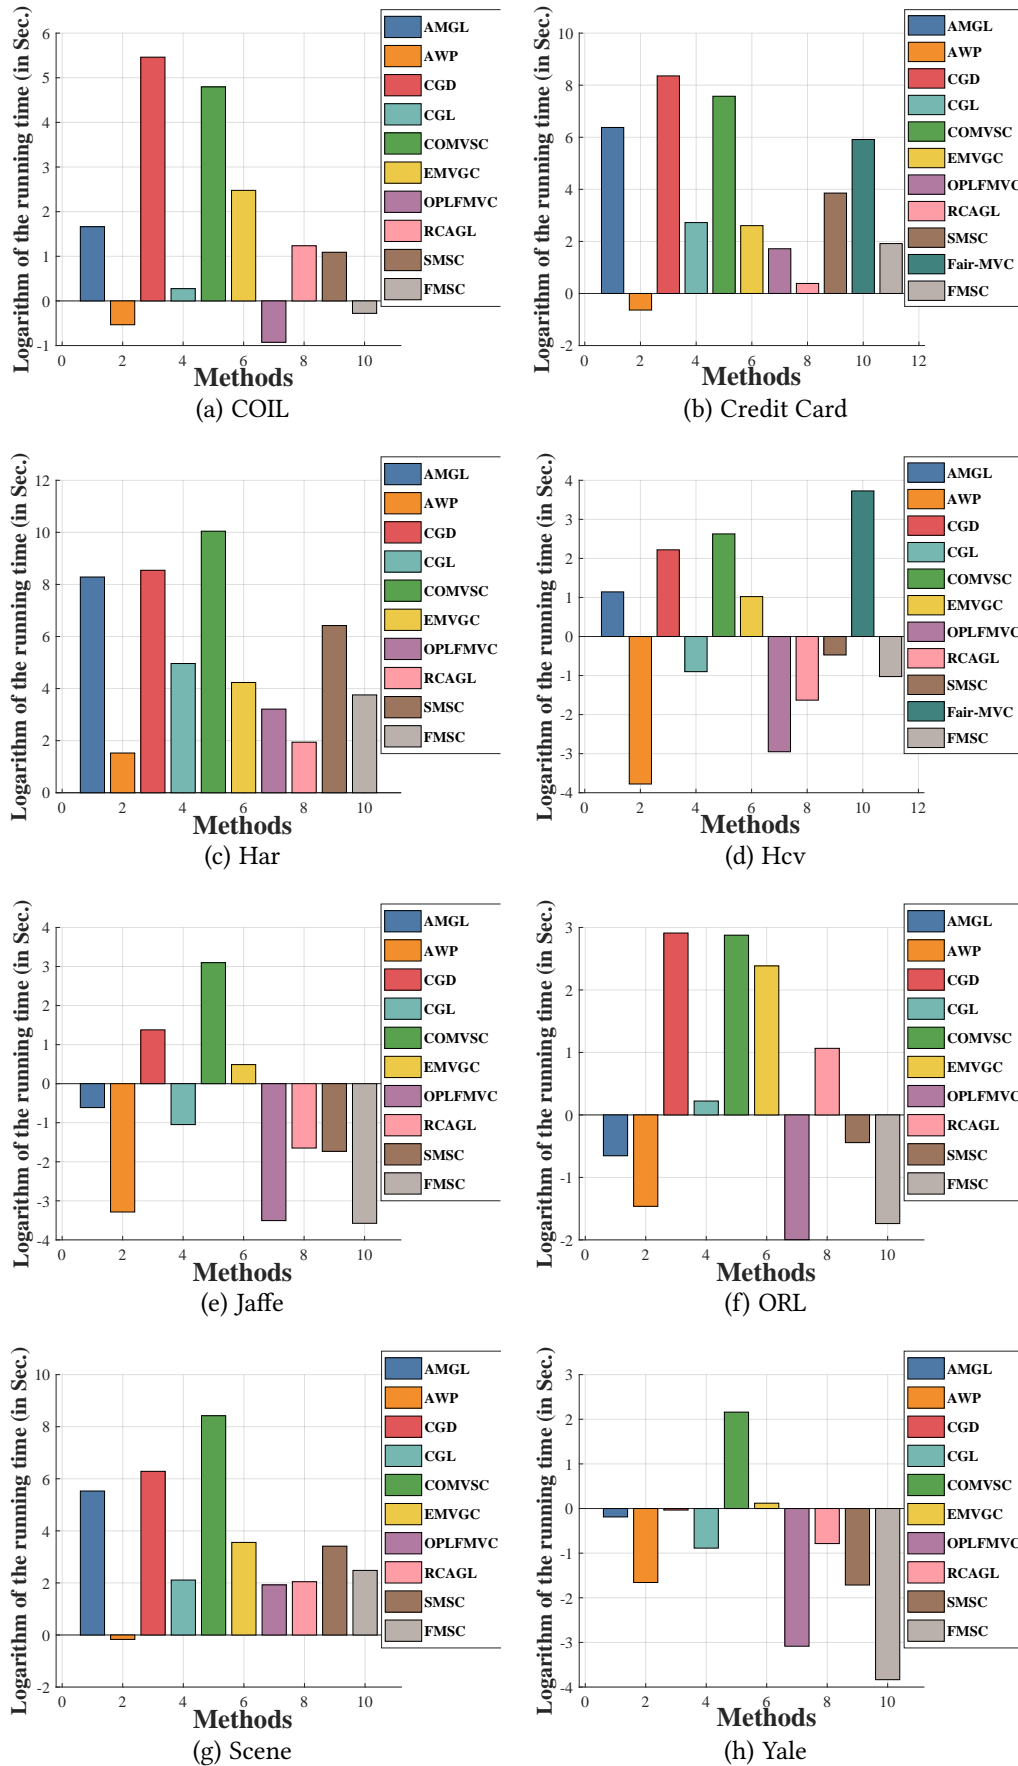 Logarithm of the running time (in Sec.)
6
5
4
3
2
1
0
-1
0 2 4 6 8 10
Methods
AMGL
AWP
CGD
CGL
COMVSC
EMVGC
OPLFMVC
RCAGL
SMSC
FMSC
(a) COIL
Logarithm of the running time (in Sec.)
10
8
6
4
2
0
-2
0 2 4 6 8 10 12
Methods
AMGL
AWP
CGD
CGL
COMVSC
EMVGC
OPLFMVC
RCAGL
SMSC
Fair-MVC
FMSC
(b) Credit Card
Logarithm of the running time (in Sec.)
12
10
8
6
4
2
0
0 2 4 6 8 10
Methods
AMGL
AWP
CGD
CGL
COMVSC
EMVGC
OPLFMVC
RCAGL
SMSC
FMSC
(c) Har
Logarithm of the running time (in Sec.)
4
3
2
1
0
-1
-2
-3
-4
0 2 4 6 8 10 12
Methods
AMGL
AWP
CGD
CGL
COMVSC
EMVGC
OPLFMVC
RCAGL
SMSC
Fair-MVC
FMSC
(d) Hcv
Logarithm of the running time (in Sec.)
4
3
2
1
0
-1
-2
-3
-4
0 2 4 6 8 10
Methods
AMGL
AWP
CGD
CGL
COMVSC
EMVGC
OPLFMVC
RCAGL
SMSC
FMSC
(e) Jaffe
Logarithm of the running time (in Sec.)
3
2
1
0
-1
-2
0 2 4 6 8 10
Methods
AMGL
AWP
CGD
CGL
COMVSC
EMVGC
OPLFMVC
RCAGL
SMSC
FMSC
(f) ORL
Logarithm of the running time (in Sec.)
10
8
6
4
2
0
-2
0 2 4 6 8 10
Methods
AMGL
AWP
CGD
CGL
COMVSC
EMVGC
OPLFMVC
RCAGL
SMSC
FMSC
(g) Scene
Logarithm of the running time (in Sec.)
3
2
1
0
-1
-2
-3
-4
0 2 4 6 8 10
Methods
AMGL
AWP
CGD
CGL
COMVSC
EMVGC
OPLFMVC
RCAGL
SMSC
FMSC
(h) Yale